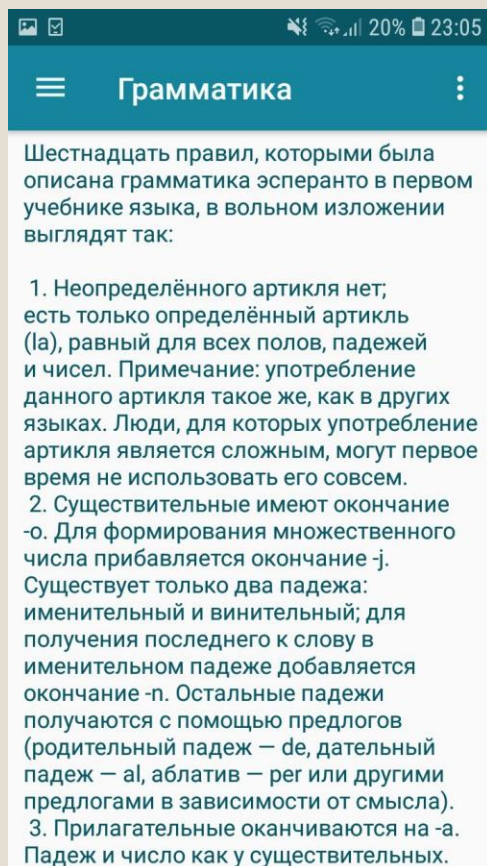 20% 23:05
Грамматика
Шестнадцать правил, которыми была
описана грамматика эсперанто в первом
учебнике языка, в вольном изложении
выглядят так:
1. Неопределённого артикля нет;
есть только определённый артикль
(la), равный для всех полов, падежей
и чисел. Примечание: употребление
данного артикля такое же, как в других
языках. Люди, для которых употребление
артикля является сложным, могут первое
время не использовать его совсем.
2. Существительные имеют окончание
-o. Для формирования множественного
числа прибавляется окончание -j.
Существует только два падежа:
именительный и винительный; для
получения последнего к слову в
именительном падеже добавляется
окончание -n. Остальные падежи
получаются с помощью предлогов
(родительный падеж — de, дательный
падеж — al, аблатив — per или другими
предлогами в зависимости от смысла).
3. Прилагательные оканчиваются на -a.
Падеж и число как у существительных.